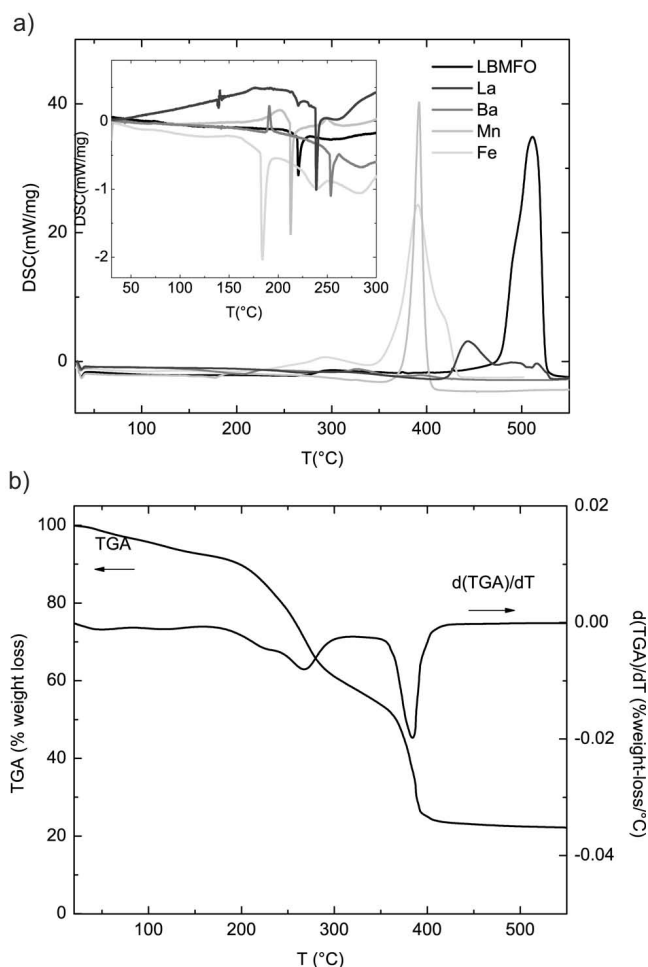 a)
LBMFO
La
Ba
Mn
Fe
DSC(mW/mg)
40
20
0
100
200
300
400
500
T(°C)
DSC(mW/mg)
0
-1
-2
50
100
150
200
250
300
T(°C)
b)
TGA
d(TGA)/dT
TGA (% weight loss)
100
80
60
40
20
0
0.02
0.00
-0.02
-0.04
d(TGA)/dT (%weight-loss/°C)
100
200
300
400
500
T (°C)